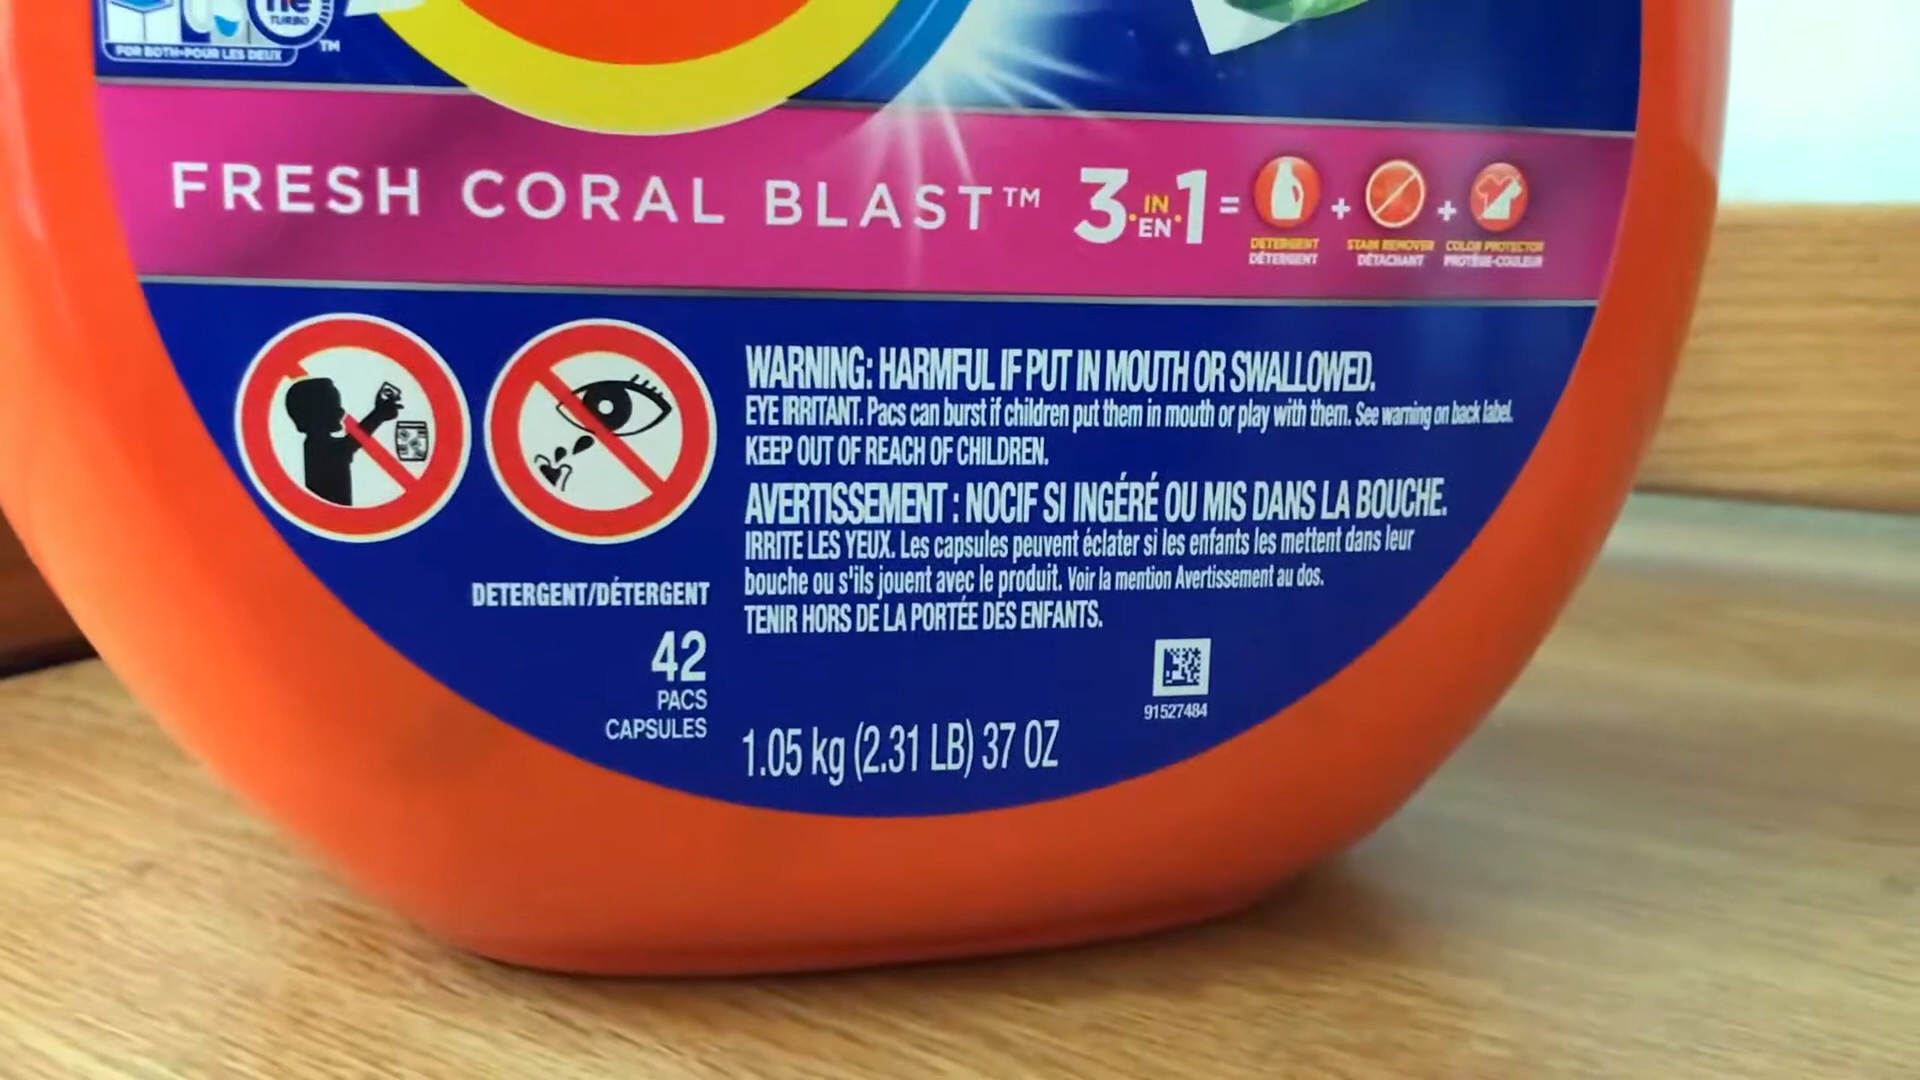 he
TURBO
FOR BOTH•POUR LES DEUX
TM
FRESH CORAL BLAST™ 3 IN EN 1 = + +
DETERGENT STAIN REMOVER COLOR PROTECTOR
DÉTERGENT DÉTACHANT PROTÈGE-COULEUR
WARNING: HARMFUL IF PUT IN MOUTH OR SWALLOWED.
EYE IRRITANT. Pacs can burst if children put them in mouth or play with them. See warning on back label.
KEEP OUT OF REACH OF CHILDREN.
AVERTISSEMENT : NOCIF SI INGÉRÉ OU MIS DANS LA BOUCHE.
IRRITE LES YEUX. Les capsules peuvent éclater si les enfants les mettent dans leur
bouche ou s'ils jouent avec le produit. Voir la mention Avertissement au dos.
TENIR HORS DE LA PORTÉE DES ENFANTS.
DETERGENT/DÉTERGENT
42
PACS
CAPSULES
1.05 kg (2.31 LB) 37 OZ
91527484